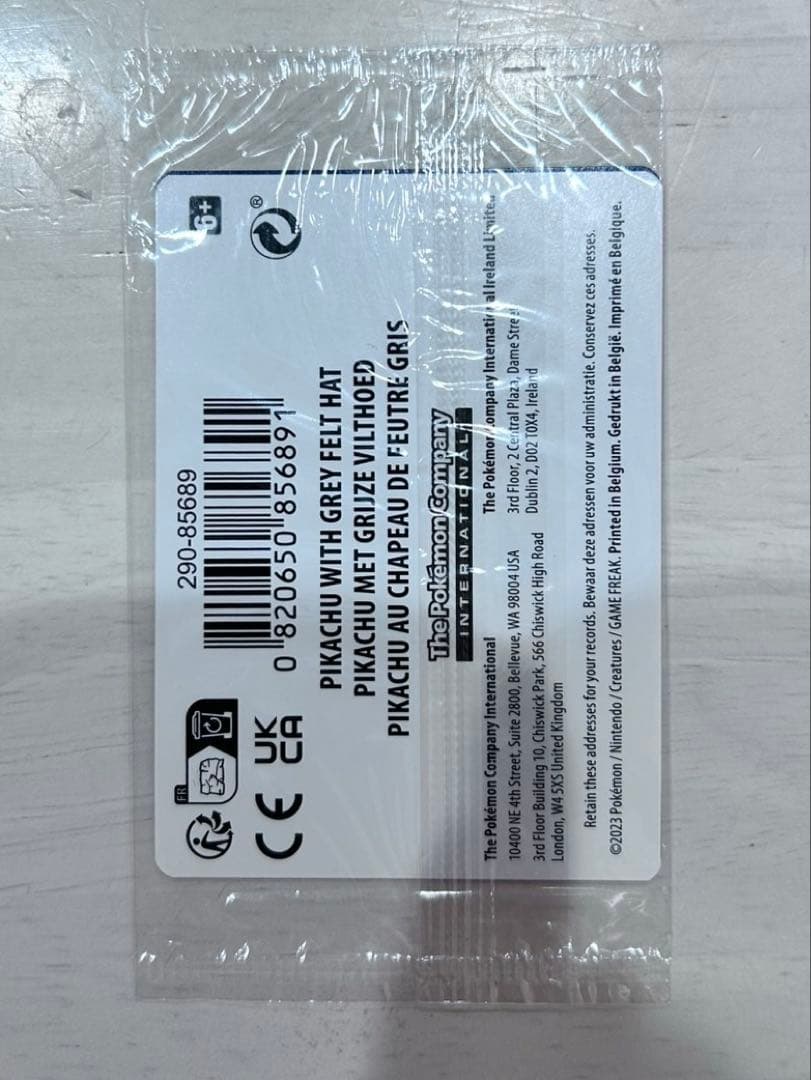 FR
CE
UK
CA
290-85689
0 820650 856891
6+
®
PIKACHU WITH GREY FELT HAT
PIKACHU MET GRIJZE VILTHOED
PIKACHU AU CHAPEAU DE FEUTRE GRIS
The Pokémon Company
INTERNATIONAL
The Pokémon Company International
10400 NE 4th Street, Suite 2800, Bellevue, WA 98004 USA
3rd Floor Building 10, Chiswick Park, 566 Chiswick High Road
London, W4 5XS United Kingdom
The Pokémon Company International Ireland Limited
3rd Floor, 2 Central Plaza, Dame Street
Dublin 2, D02 T0X4, Ireland
Retain these addresses for your records. Bewaar deze adressen voor uw administratie. Conservez ces adresses.
©2023 Pokémon / Nintendo / Creatures / GAME FREAK. Printed in Belgium. Gedrukt in België. Imprimé en Belgique.